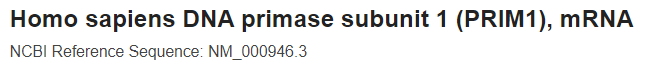 Homo sapiens DNA primase subunit 1 (PRIM1), mRNA
NCBI Reference Sequence: NM_000946.3